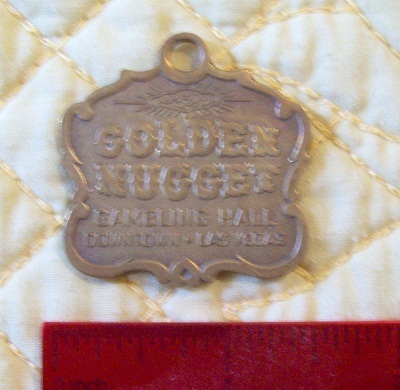 GOLDEN
NUGGET
GAMBLING HALL
DOWNTOWN • LAS VEGAS